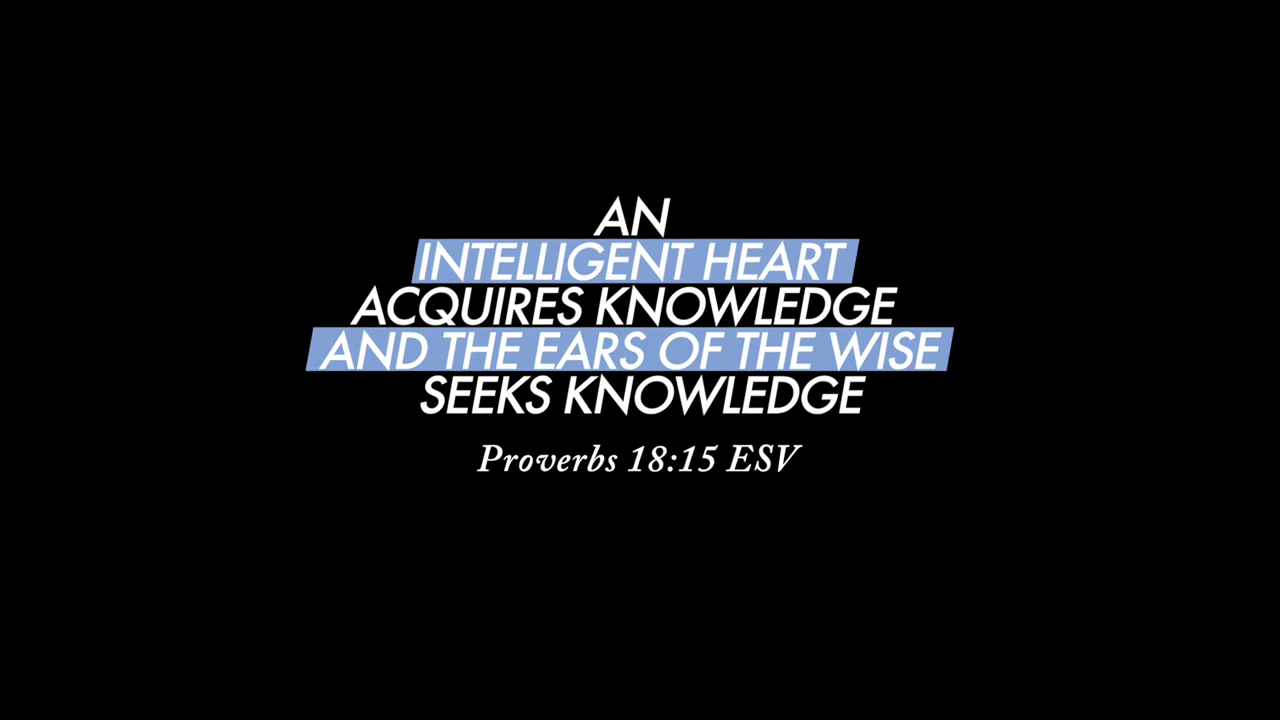 AN
INTELLIGENT HEART
ACQUIRES KNOWLEDGE
AND THE EARS OF THE WISE
SEEKS KNOWLEDGE
Proverbs 18:15 ESV